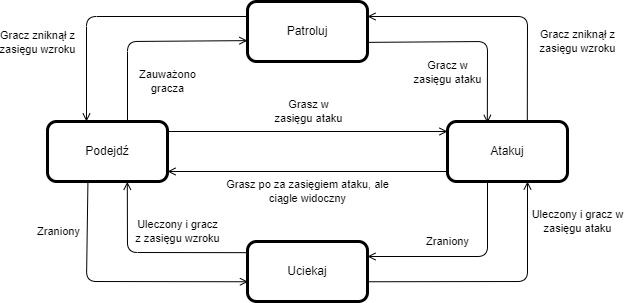 Patroluj
Gracz zniknął z
zasięgu wzroku
Gracz zniknął z
zasięgu wzroku
Zauważono
gracza
Gracz w
zasięgu ataku
Grasz w
zasięgu ataku
Podejdź
Atakuj
Grasz po za zasięgiem ataku, ale
ciągle widoczny
Zraniony
Uleczony i gracz
z zasięgu wzroku
Zraniony
Uleczony i gracz w
zasięgu ataku
Uciekaj